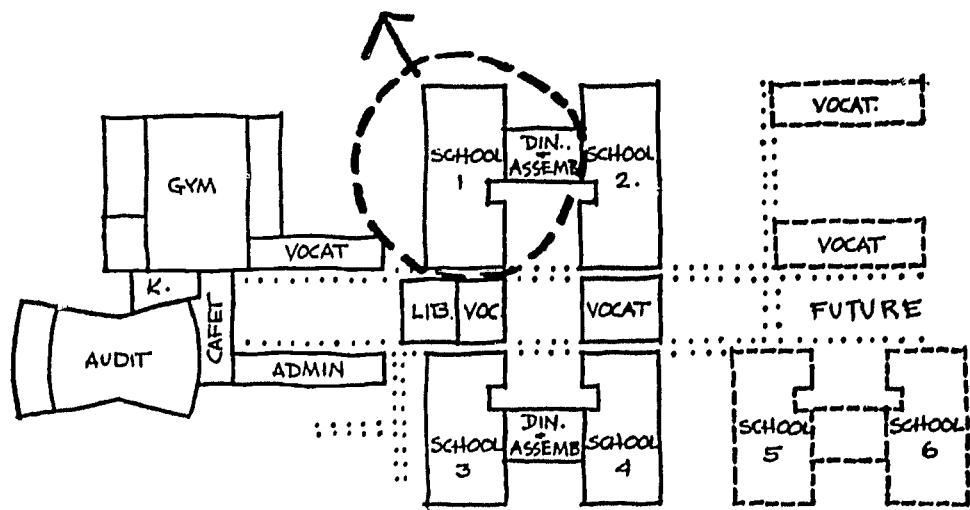 GYM
VOCAT
K.
CAFET
AUDIT
ADMIN
SCHOOL
1
DIN.
+
ASSEMB
SCHOOL
2.
LIB.
VOC.
VOCAT
SCHOOL
3
DIN.
+
ASSEMB
SCHOOL
4
VOCAT.
VOCAT
FUTURE
SCHOOL
5
SCHOOL
6